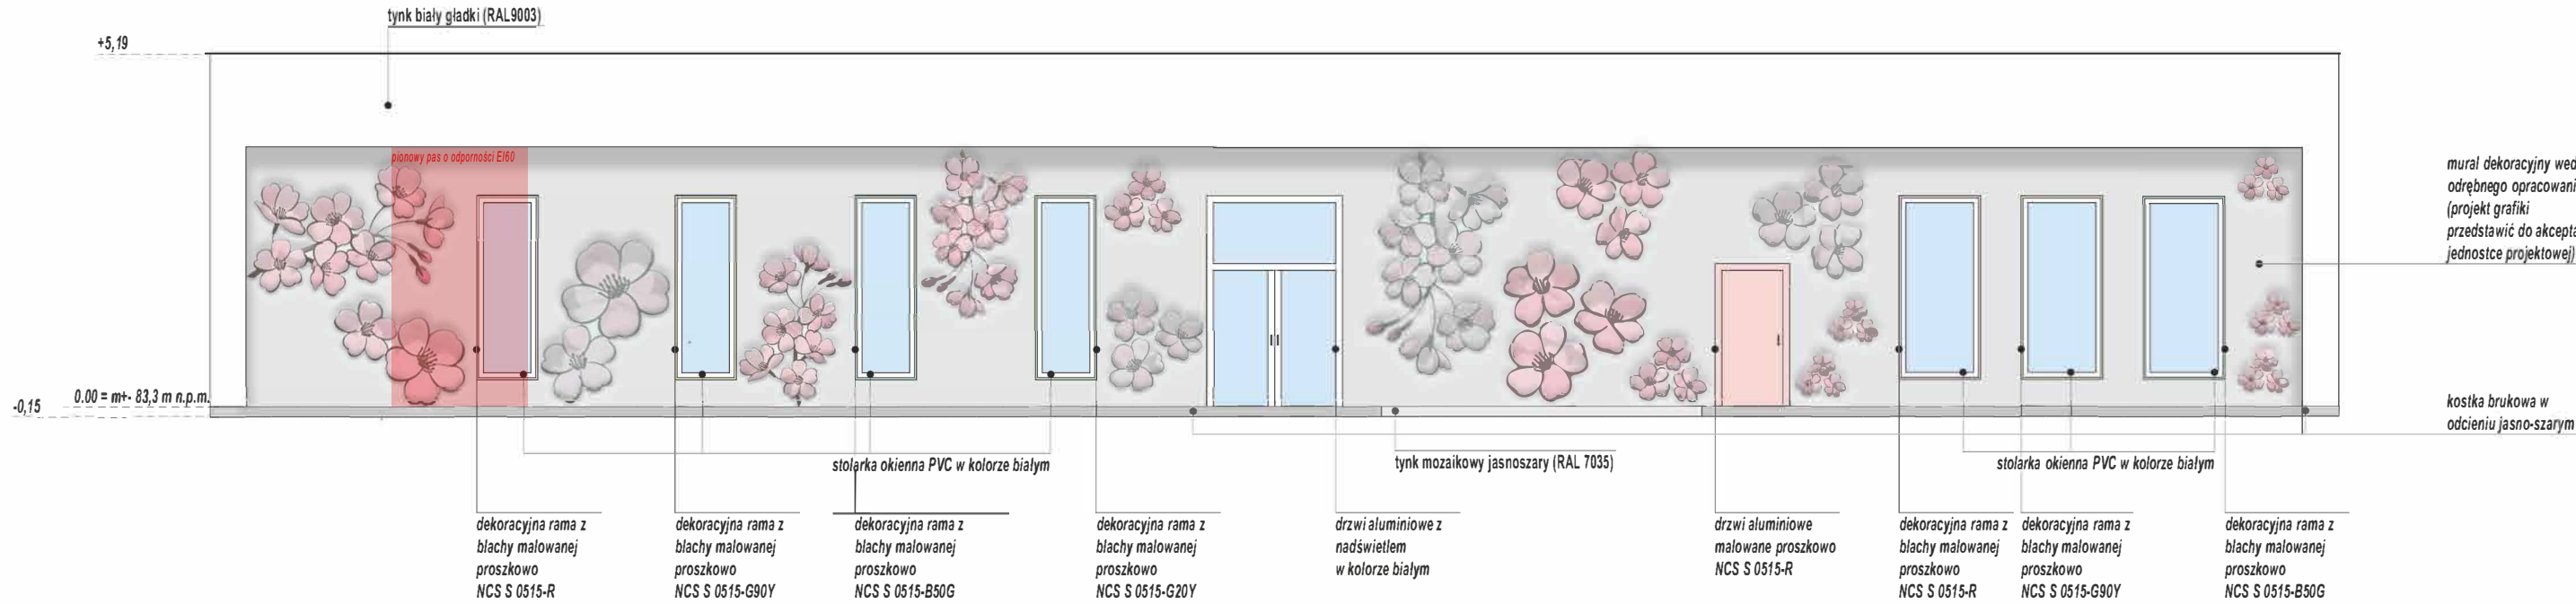 tynk biały gładki (RAL9003)
+5,19
pionowy pas o odporności EI60
mural dekoracyjny wed
odrębnego opracowani
(projekt grafiki
przedstawić do akcepta
jednostce projektowej)
0.00 = m+- 83,3 m n.p.m.
-0,15
kostka brukowa w
odcieniu jasno-szarym
stolarka okienna PVC w kolorze białym
tynk mozaikowy jasnoszary (RAL 7035)
stolarka okienna PVC w kolorze białym
dekoracyjna rama z
blachy malowanej
proszkowo
NCS S 0515-R
dekoracyjna rama z
blachy malowanej
proszkowo
NCS S 0515-G90Y
dekoracyjna rama z
blachy malowanej
proszkowo
NCS S 0515-B50G
dekoracyjna rama z
blachy malowanej
proszkowo
NCS S 0515-G20Y
drzwi aluminiowe z
nadświetlem
w kolorze białym
drzwi aluminiowe
malowane proszkowo
NCS S 0515-R
dekoracyjna rama z
blachy malowanej
proszkowo
NCS S 0515-R
dekoracyjna rama z
blachy malowanej
proszkowo
NCS S 0515-G90Y
dekoracyjna rama z
blachy malowanej
proszkowo
NCS S 0515-B50G